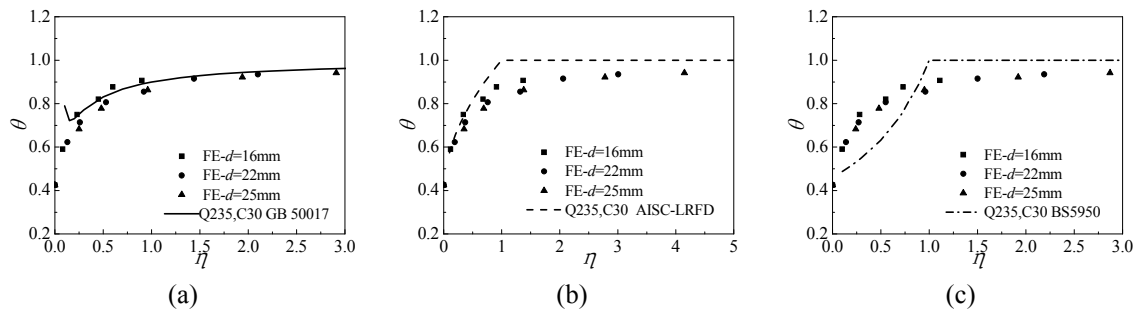 1.2
1.0
0.8
θ
0.6
0.4
0.2
FE-d=16mm
FE-d=22mm
FE-d=25mm
Q235,C30 GB 50017
0.0 0.5 1.0 1.5 2.0 2.5 3.0
η
(a)
1.2
1.0
0.8
θ
0.6
0.4
0.2
FE-d=16mm
FE-d=22mm
FE-d=25mm
Q235,C30 AISC-LRFD
0 1 2 3 4 5
η
(b)
1.2
1.0
0.8
θ
0.6
0.4
0.2
FE-d=16mm
FE-d=22mm
FE-d=25mm
Q235,C30 BS5950
0.0 0.5 1.0 1.5 2.0 2.5 3.0
η
(c)